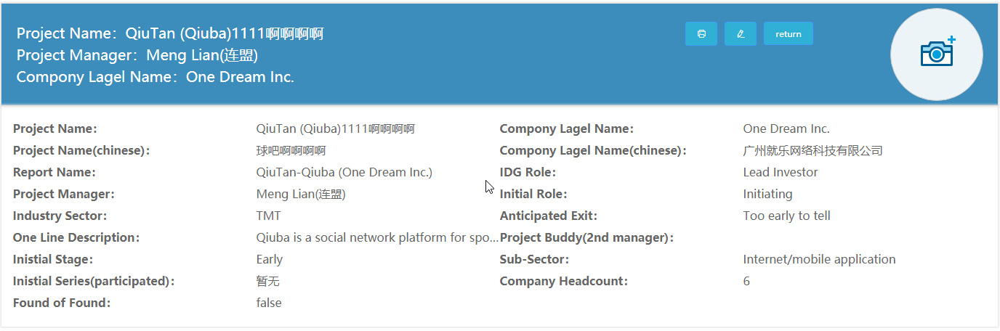 Project Name：QiuTan (Qiuba)1111啊啊啊啊
Project Manager：Meng Lian(连盟)
Compony Lagel Name：One Dream Inc.
return
Project Name： QiuTan (Qiuba)1111啊啊啊啊 Compony Lagel Name： One Dream Inc.
Project Name(chinese)： 球吧啊啊啊啊 Compony Lagel Name(chinese)： 广州就乐网络科技有限公司
Report Name： QiuTan-Qiuba (One Dream Inc.) IDG Role： Lead Investor
Project Manager： Meng Lian(连盟) Initial Role： Initiating
Industry Sector： TMT Anticipated Exit： Too early to tell
One Line Description： Qiuba is a social network platform for spo... Project Buddy(2nd manager)：
Inistial Stage： Early Sub-Sector： Internet/mobile application
Inistial Series(participated)： 暂无 Company Headcount： 6
Found of Found： false